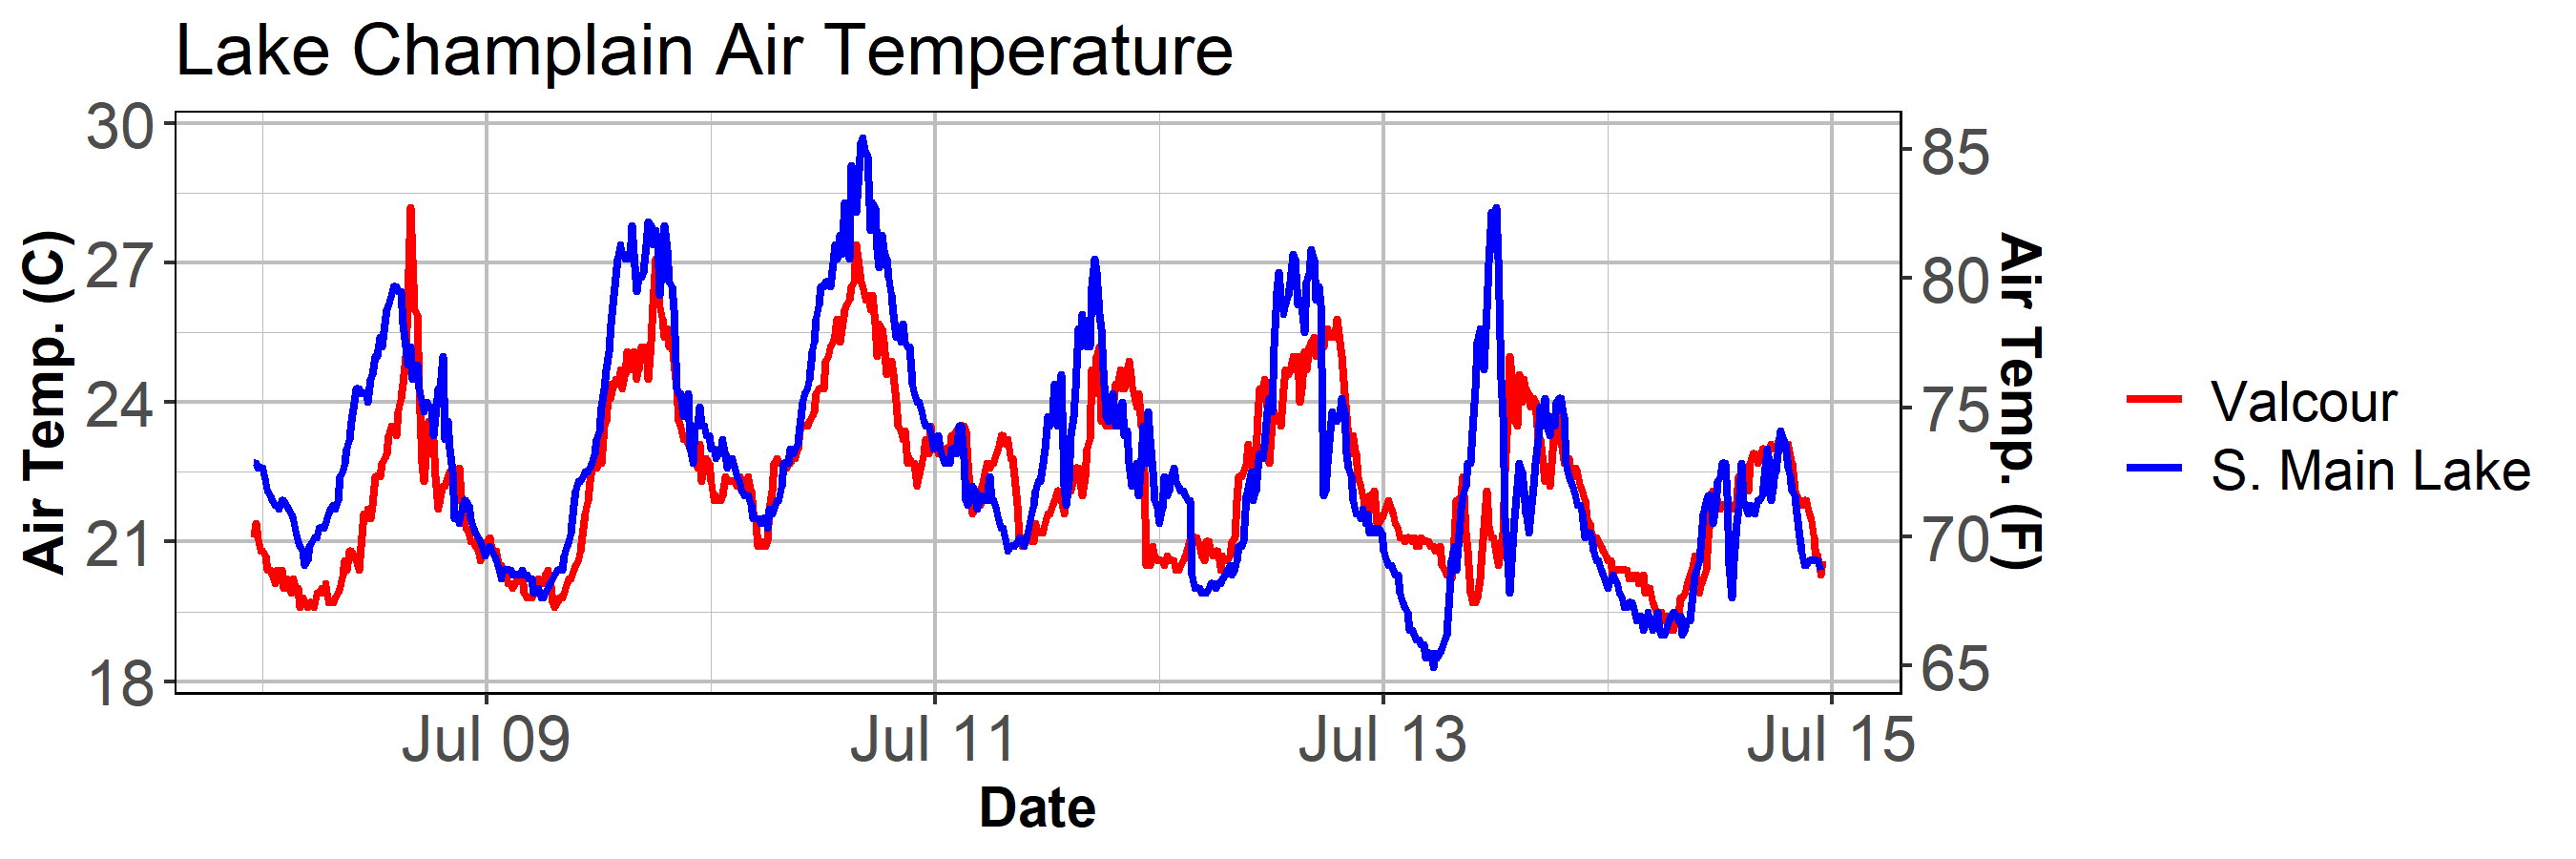 Lake Champlain Air Temperature
30
27
24
21
18
Air Temp. (C)
85
80
75
70
65
Air Temp. (F)
Jul 09
Jul 11
Jul 13
Jul 15
Date
Valcour
S. Main Lake